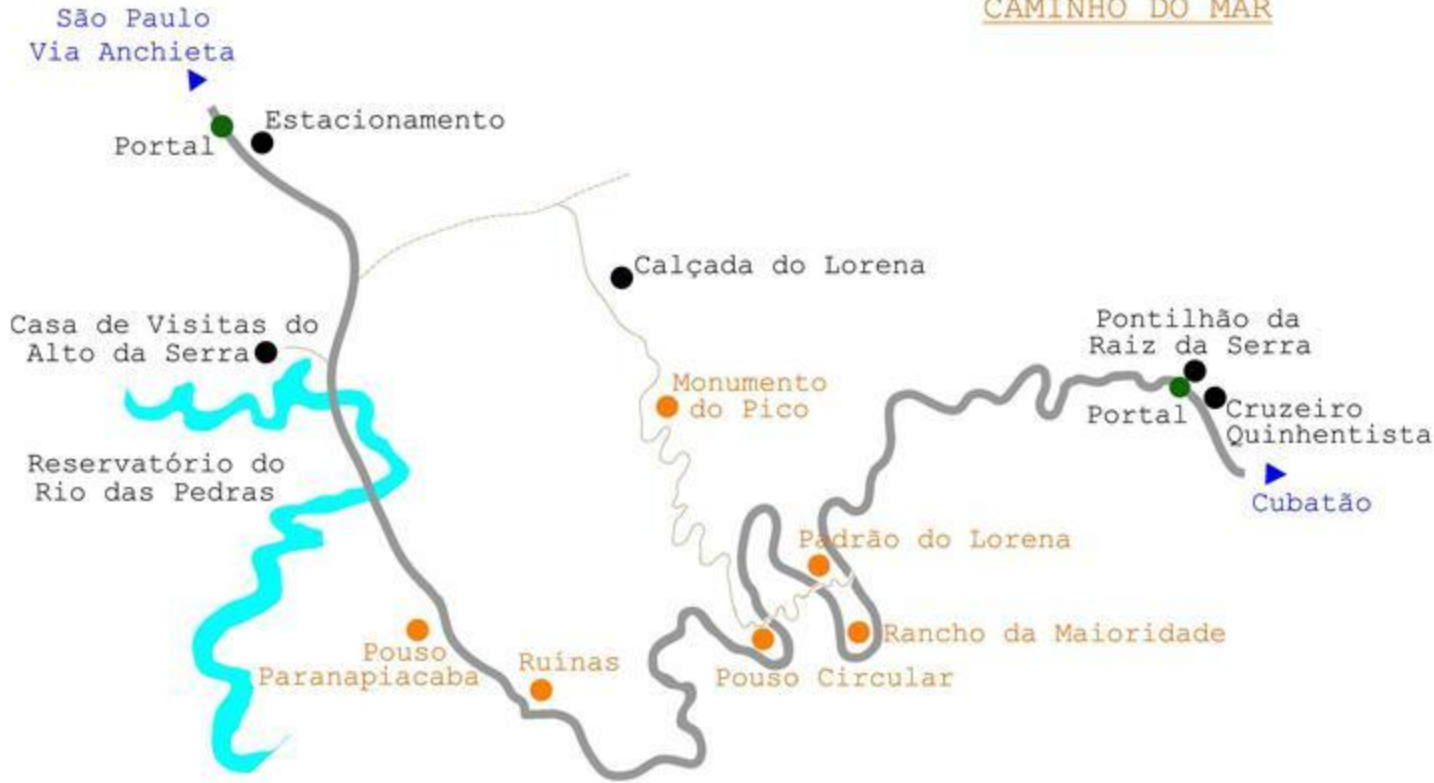 CAMINHO DO MAR
São Paulo
Via Anchieta
Estacionamento
Portal
Calçada do Lorena
Casa de Visitas do
Alto da Serra
Pontilhão da
Raiz da Serra
Monumento
do Pico
Portal
Cruzeiro
Quinhentista
Reservatório do
Rio das Pedras
Cubatão
Padrão do Lorena
Rancho da Maioridade
Pouso
Paranapiacaba
Ruínas
Pouso Circular